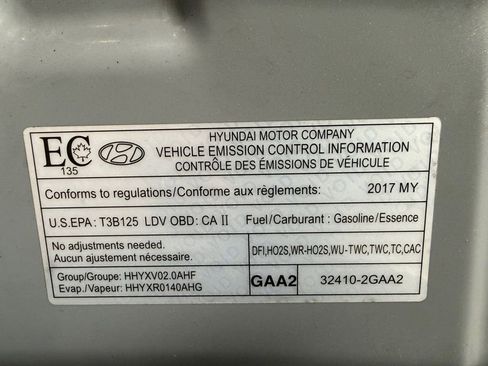 EC
135
HYUNDAI MOTOR COMPANY
VEHICLE EMISSION CONTROL INFORMATION
CONTRÔLE DES ÉMISSIONS DE VÉHICULE
Conforms to regulations/Conforme aux règlements: 2017 MY
U.S.EPA: T3B125 LDV OBD: CA II Fuel/Carburant : Gasoline/Essence
No adjustments needed.
Aucun ajustement nécessaire.
DFI,HO2S,WR-HO2S,WU-TWC,TWC,TC,CAC
Group/Groupe: HHYXV02.0AHF
Evap./Vapeur: HHYXR0140AHG
GAA2
32410-2GAA2